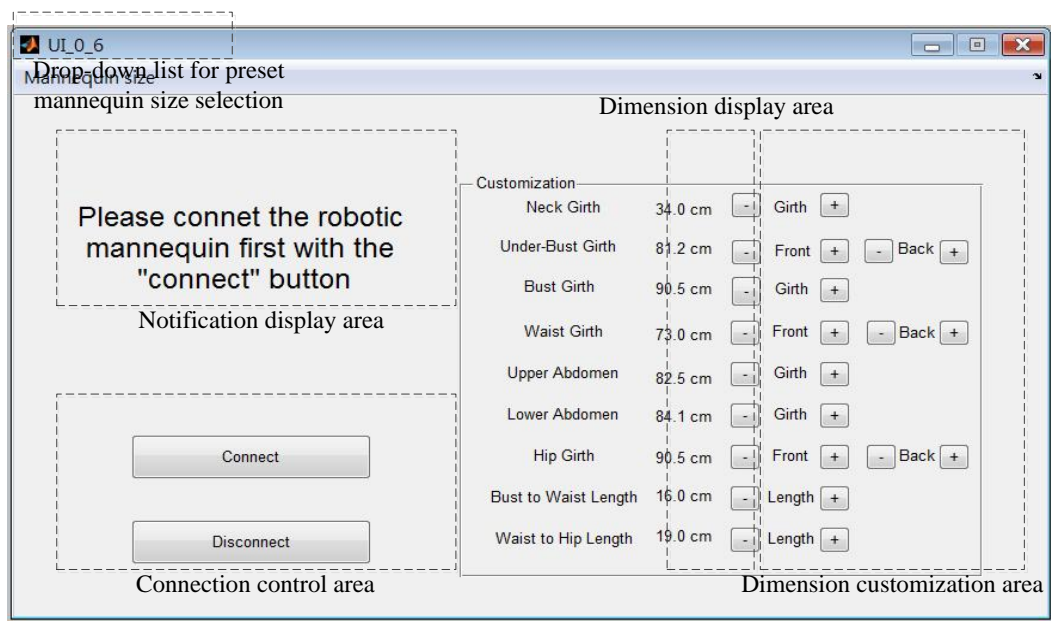 UI_0_6
Mannequin size
Drop-down list for preset
mannequin size selection
Dimension display area
Please connet the robotic
mannequin first with the
"connect" button
Notification display area
Connect
Disconnect
Connection control area
Customization
Neck Girth 34.0 cm - Girth +
Under-Bust Girth 81.2 cm - Front + - Back +
Bust Girth 90.5 cm - Girth +
Waist Girth 73.0 cm - Front + - Back +
Upper Abdomen 82.5 cm - Girth +
Lower Abdomen 84.1 cm - Girth +
Hip Girth 90.5 cm - Front + - Back +
Bust to Waist Length 16.0 cm - Length +
Waist to Hip Length 19.0 cm - Length +
Dimension customization area